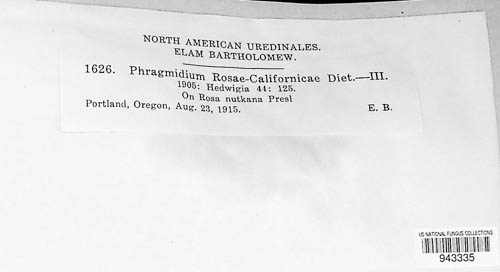 NORTH AMERICAN UREDINALES.
ELAM BARTHOLOMEW.
1626. Phragmidium Rosae-Californicae Diet.—III.
1905: Hedwigia 44: 125.
On Rosa nutkana Presl
Portland, Oregon, Aug. 23, 1915. E. B.
US NATIONAL FUNGUS COLLECTIONS
943335